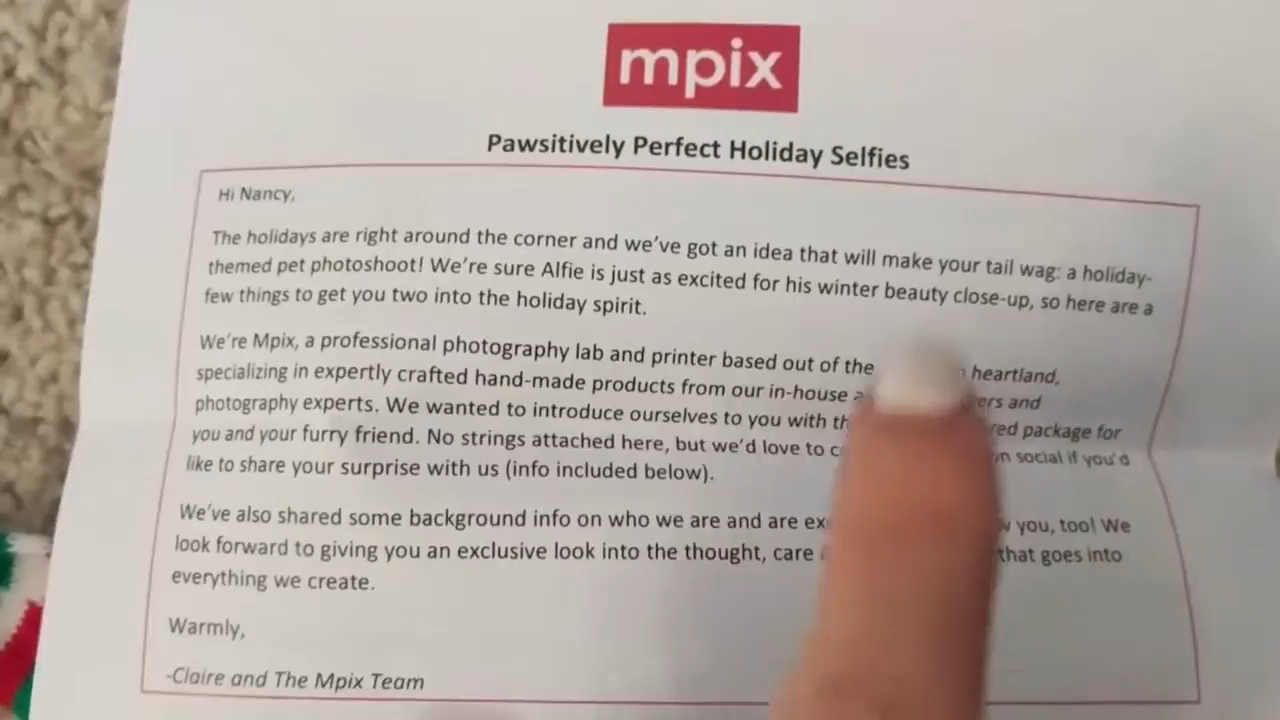 mpix
Pawsitively Perfect Holiday Selfies
Hi Nancy,
The holidays are right around the corner and we've got an idea that will make your tail wag: a holiday-
themed pet photoshoot! We're sure Alfie is just as excited for his winter beauty close-up, so here are a
few things to get you two into the holiday spirit.
We're Mpix, a professional photography lab and printer based out of the heartland,
specializing in expertly crafted hand-made products from our in-house and
photography experts. We wanted to introduce ourselves to you with package for
you and your furry friend. No strings attached here, but we'd love to social if you'd
like to share your surprise with us (info included below).
We've also shared some background info on who we are and are you, too! We
look forward to giving you an exclusive look into the thought, care that goes into
everything we create.
Warmly,
-Claire and The Mpix Team